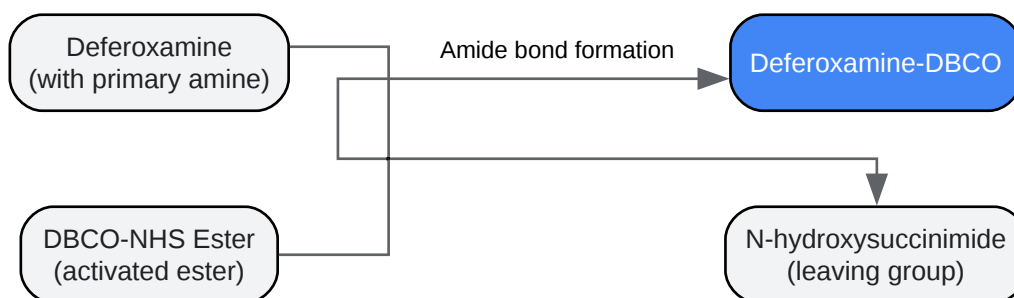 Deferoxamine
(with primary amine)
Amide bond formation
Deferoxamine-DBCO
DBCO-NHS Ester
(activated ester)
N-hydroxysuccinimide
(leaving group)